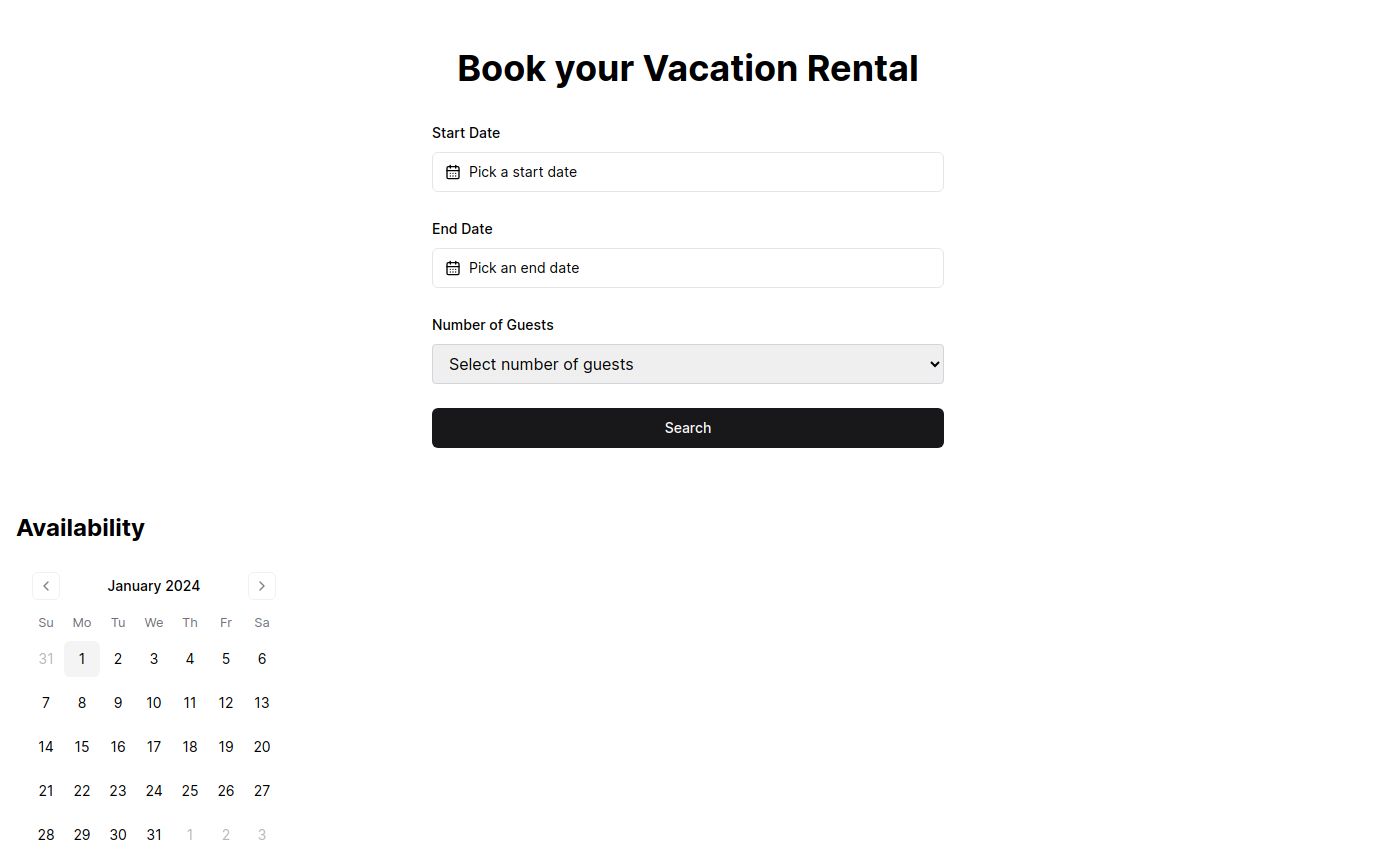 Book your Vacation Rental
Start Date
Pick a start date
End Date
Pick an end date
Number of Guests
Select number of guests
Search
Availability
January 2024
Su Mo Tu We Th Fr Sa
31 1 2 3 4 5 6
7 8 9 10 11 12 13
14 15 16 17 18 19 20
21 22 23 24 25 26 27
28 29 30 31 1 2 3